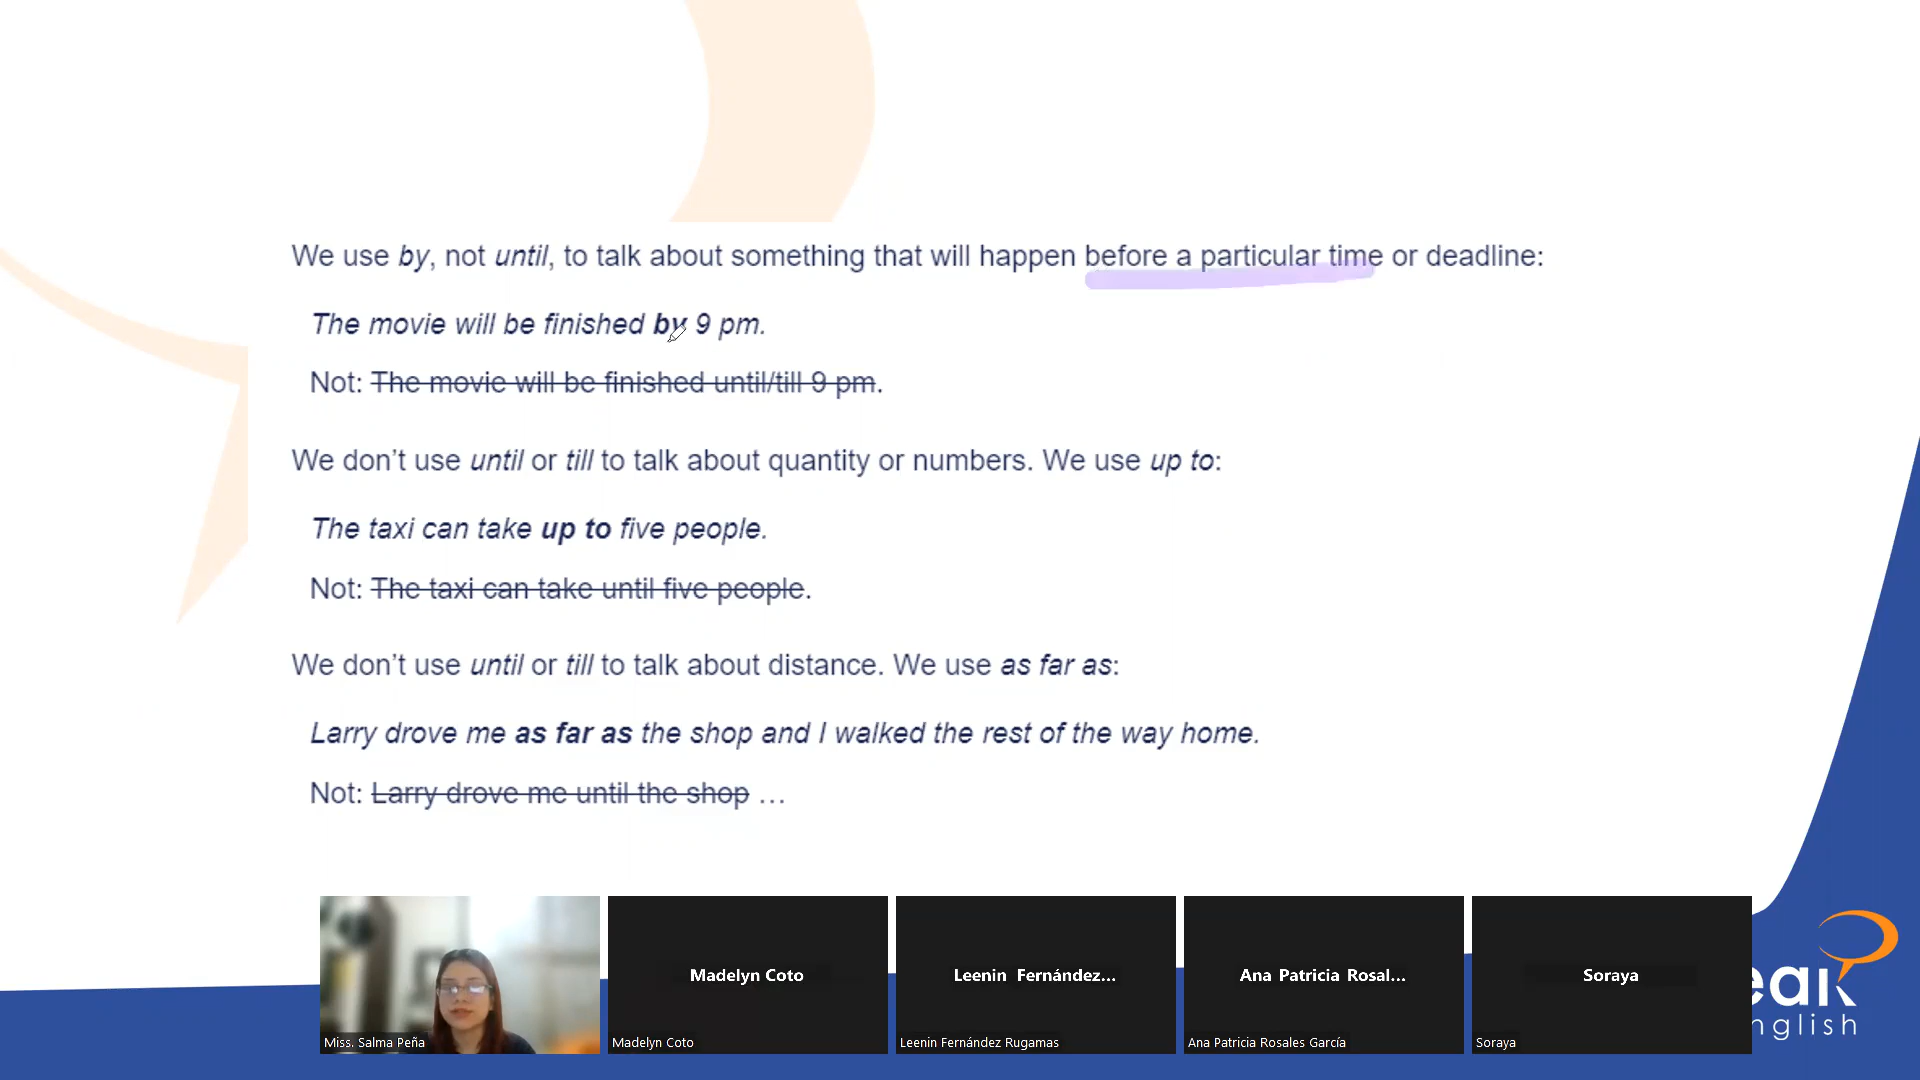 We use by, not until, to talk about something that will happen before a particular time or deadline:
The movie will be finished by 9 pm.
Not: The movie will be finished until/till 9 pm.
We don't use until or till to talk about quantity or numbers. We use up to:
The taxi can take up to five people.
Not: The taxi can take until five people.
We don't use until or till to talk about distance. We use as far as:
Larry drove me as far as the shop and I walked the rest of the way home.
Not: Larry drove me until the shop …
Madelyn Coto
Leenin Fernández...
Ana Patricia Rosal...
Soraya
Miss. Salma Peña
Madelyn Coto
Leenin Fernández Rugamas
Ana Patricia Rosales García
Soraya
eak
nglish